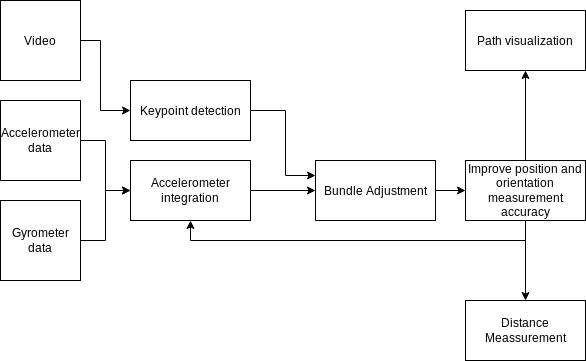 Video
Path visualization
Keypoint detection
Accelerometer
data
Accelerometer
integration
Bundle Adjustment
Improve position and
orientation
measurement
accuracy
Gyrometer
data
Distance
Meassurement